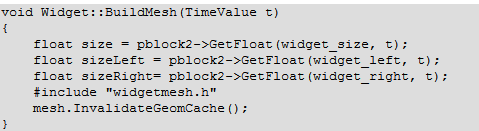 void Widget::BuildMesh(TimeValue t)
{
    float size = pblock2->GetFloat(widget_size, t);
    float sizeLeft = pblock2->GetFloat(widget_left, t);
    float sizeRight= pblock2->GetFloat(widget_right, t);
    #include "widgetmesh.h"
    mesh.InvalidateGeomCache();
}